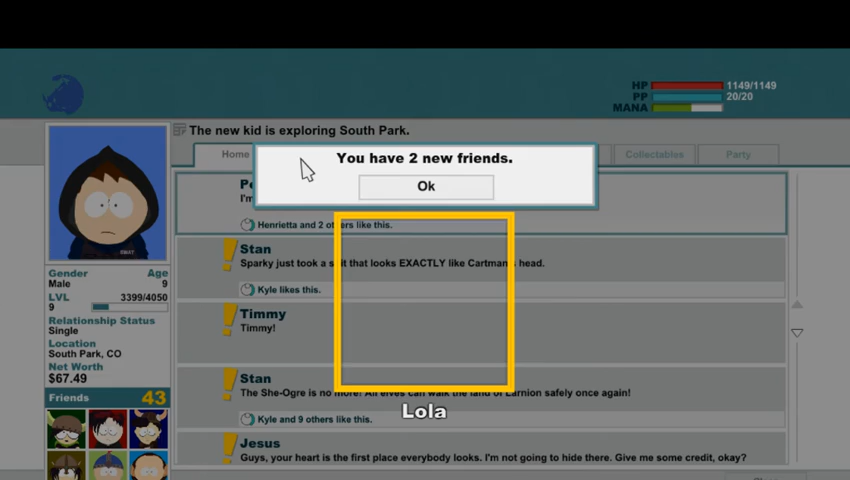 HP 1149/1149
PP 20/20
MANA
The new kid is exploring South Park.
Home
Collectables
Party
You have 2 new friends.
Ok
I'm
Henrietta and 2 others like this.
Stan
Sparky just took a s it that looks EXACTLY like Cartman s head.
Kyle likes this.
Gender Age
Male 9
LVL 3399/4050
9
Relationship Status
Single
Location
South Park, CO
Net Worth
$67.49
Friends 43
Timmy
Timmy!
Stan
The She-Ogre is no more! All elves can walk the land of Larnion safely once again!
Lola
Kyle and 9 others like this.
Jesus
Guys, your heart is the first place everybody looks. I'm not going to hide there. Give me some credit, okay?